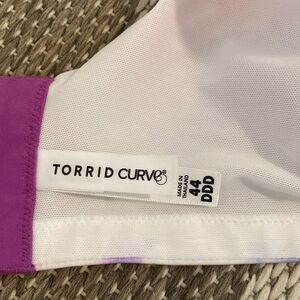 TORRID CURVE®
MADE IN
THAILAND
44
DDD